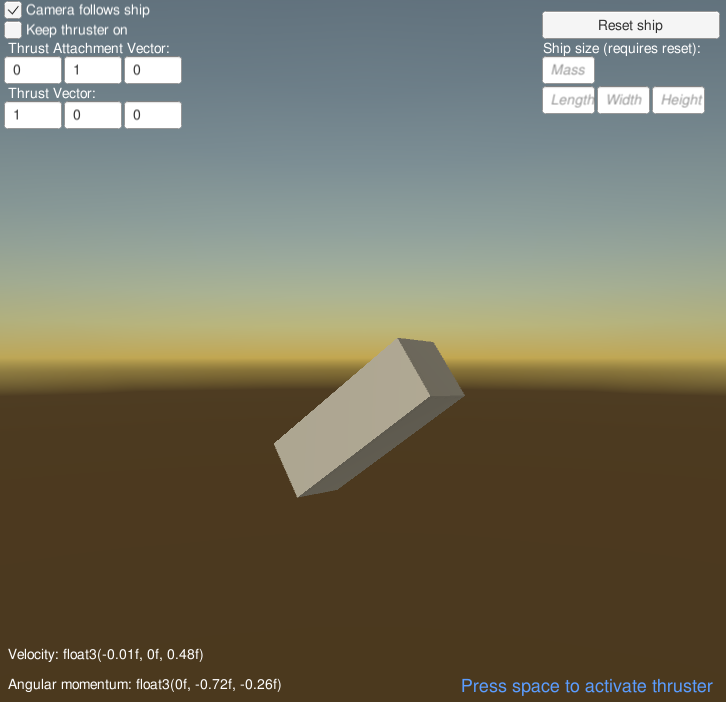 Camera follows ship
Keep thruster on
Thrust Attachment Vector:
0 1 0
Thrust Vector:
1 0 0
Reset ship
Ship size (requires reset):
Mass
Length Width Height
Velocity: float3(-0.01f, 0f, 0.48f)
Angular momentum: float3(0f, -0.72f, -0.26f)
Press space to activate thruster